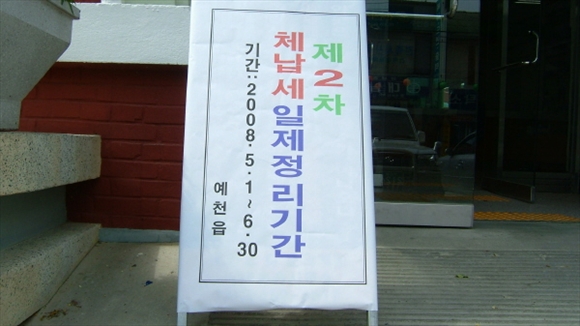 제2차
체납세 일제정리기간
기간:2008·5·1~6·30
예천읍